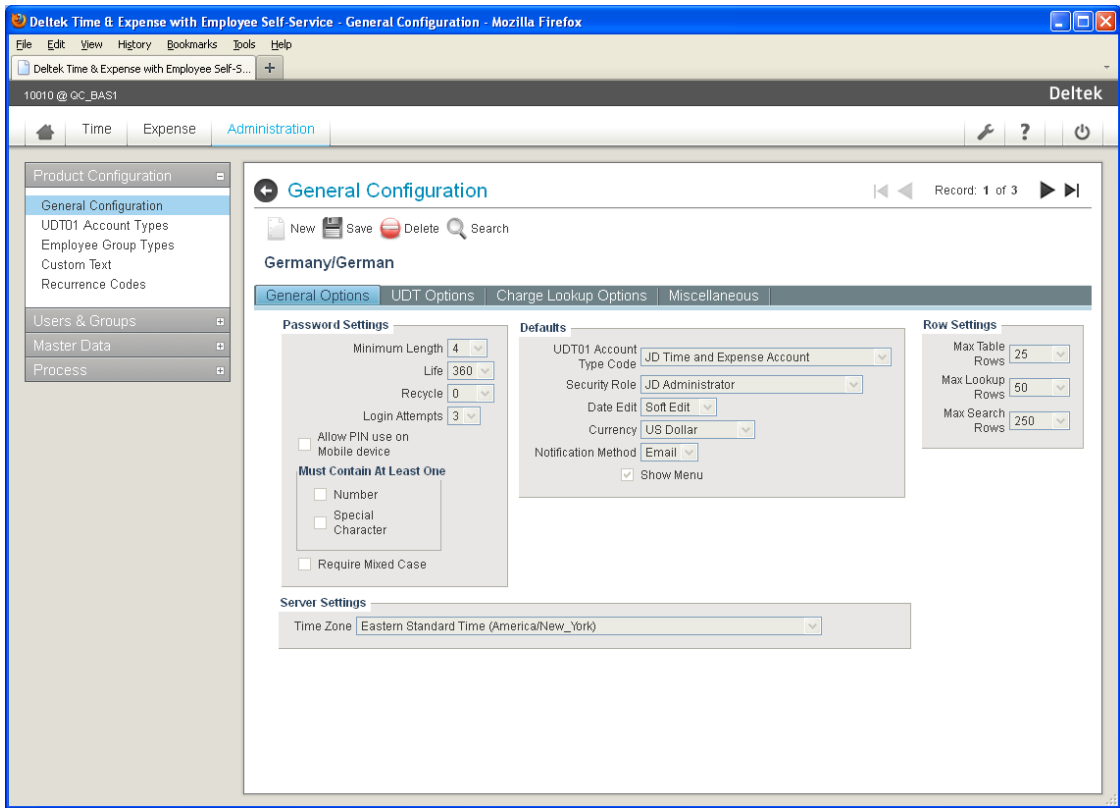 Deltek Time & Expense with Employee Self-Service - General Configuration - Mozilla Firefox
File Edit View History Bookmarks Tools Help
Deltek Time & Expense with Employee Self-S...
10010 @ QC_BAS1
Deltek
Time Expense Administration
Product Configuration
General Configuration
UDT01 Account Types
Employee Group Types
Custom Text
Recurrence Codes
Users & Groups
Master Data
Process
General Configuration
Record: 1 of 3
New Save Delete Search
Germany/German
General Options UDT Options Charge Lookup Options Miscellaneous
Password Settings
Minimum Length 4
Life 360
Recycle 0
Login Attempts 3
Allow PIN use on
Mobile device
Must Contain At Least One
Number
Special
Character
Require Mixed Case
Defaults
UDT01 Account
Type Code JD Time and Expense Account
Security Role JD Administrator
Date Edit Soft Edit
Currency US Dollar
Notification Method Email
Show Menu
Row Settings
Max Table
Rows 25
Max Lookup
Rows 50
Max Search
Rows 250
Server Settings
Time Zone Eastern Standard Time (America/New_York)